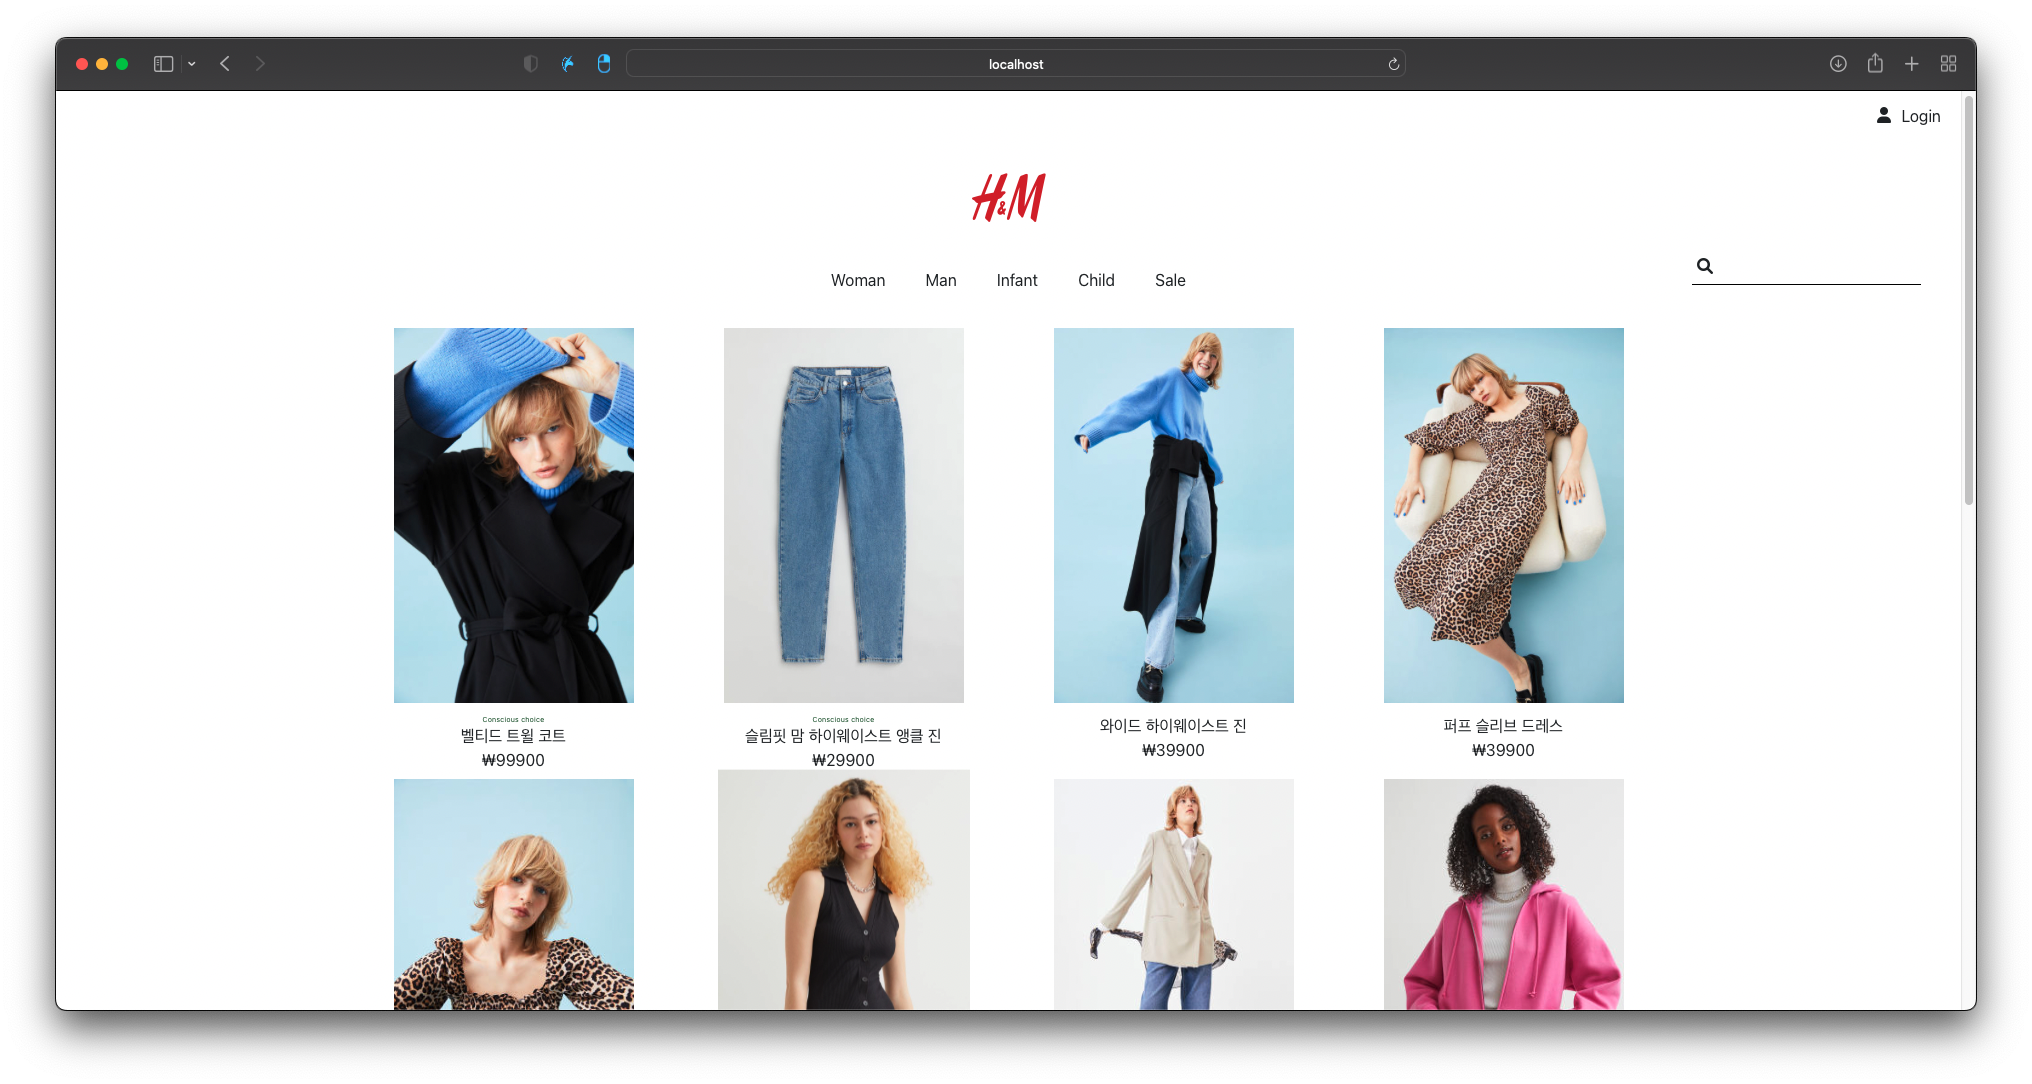 localhost
Login
H&M
Woman Man Infant Child Sale
Conscious choice
벨티드 트윌 코트
₩99900
Conscious choice
슬림핏 맘 하이웨이스트 앵클 진
₩29900
와이드 하이웨이스트 진
₩39900
퍼프 슬리브 드레스
₩39900